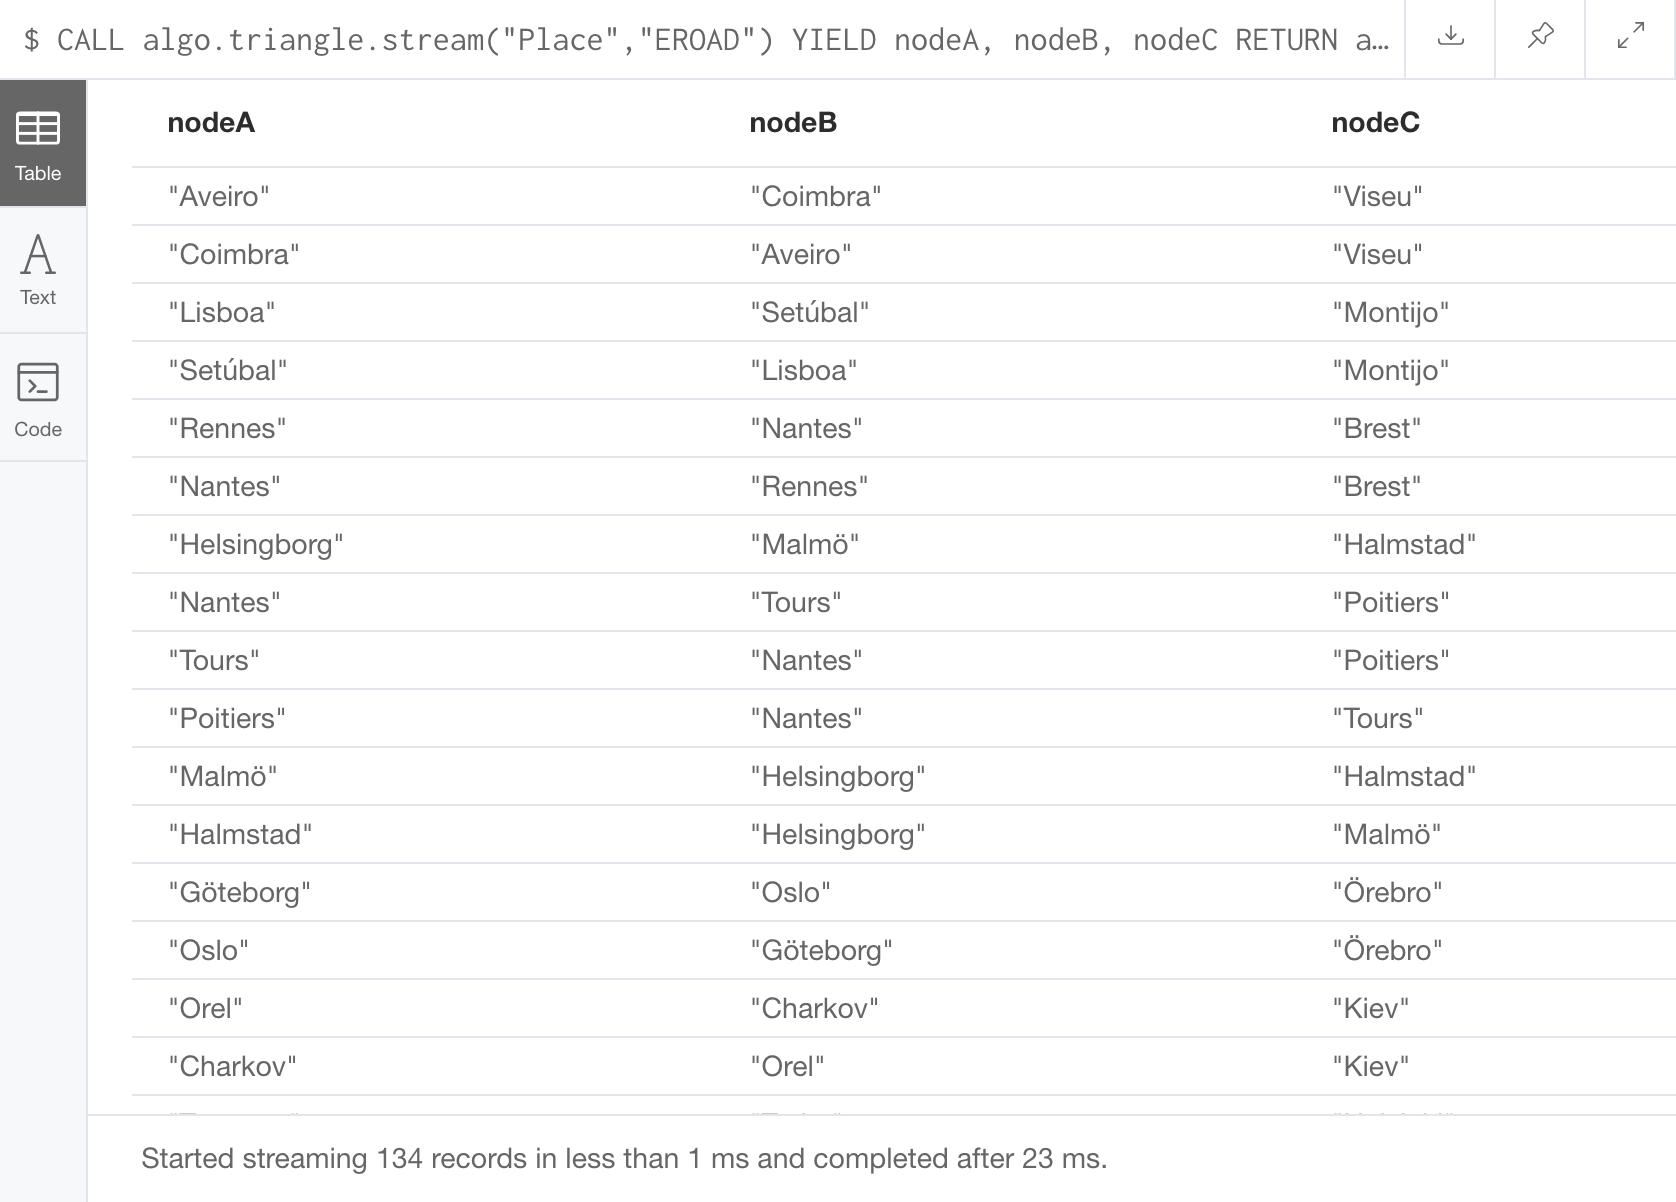 $ CALL algo.triangle.stream("Place","EROAD") YIELD nodeA, nodeB, nodeC RETURN a…
Table
Text
Code
nodeA nodeB nodeC
"Aveiro" "Coimbra" "Viseu"
"Coimbra" "Aveiro" "Viseu"
"Lisboa" "Setúbal" "Montijo"
"Setúbal" "Lisboa" "Montijo"
"Rennes" "Nantes" "Brest"
"Nantes" "Rennes" "Brest"
"Helsingborg" "Malmö" "Halmstad"
"Nantes" "Tours" "Poitiers"
"Tours" "Nantes" "Poitiers"
"Poitiers" "Nantes" "Tours"
"Malmö" "Helsingborg" "Halmstad"
"Halmstad" "Helsingborg" "Malmö"
"Göteborg" "Oslo" "Örebro"
"Oslo" "Göteborg" "Örebro"
"Orel" "Charkov" "Kiev"
"Charkov" "Orel" "Kiev"
Started streaming 134 records in less than 1 ms and completed after 23 ms.